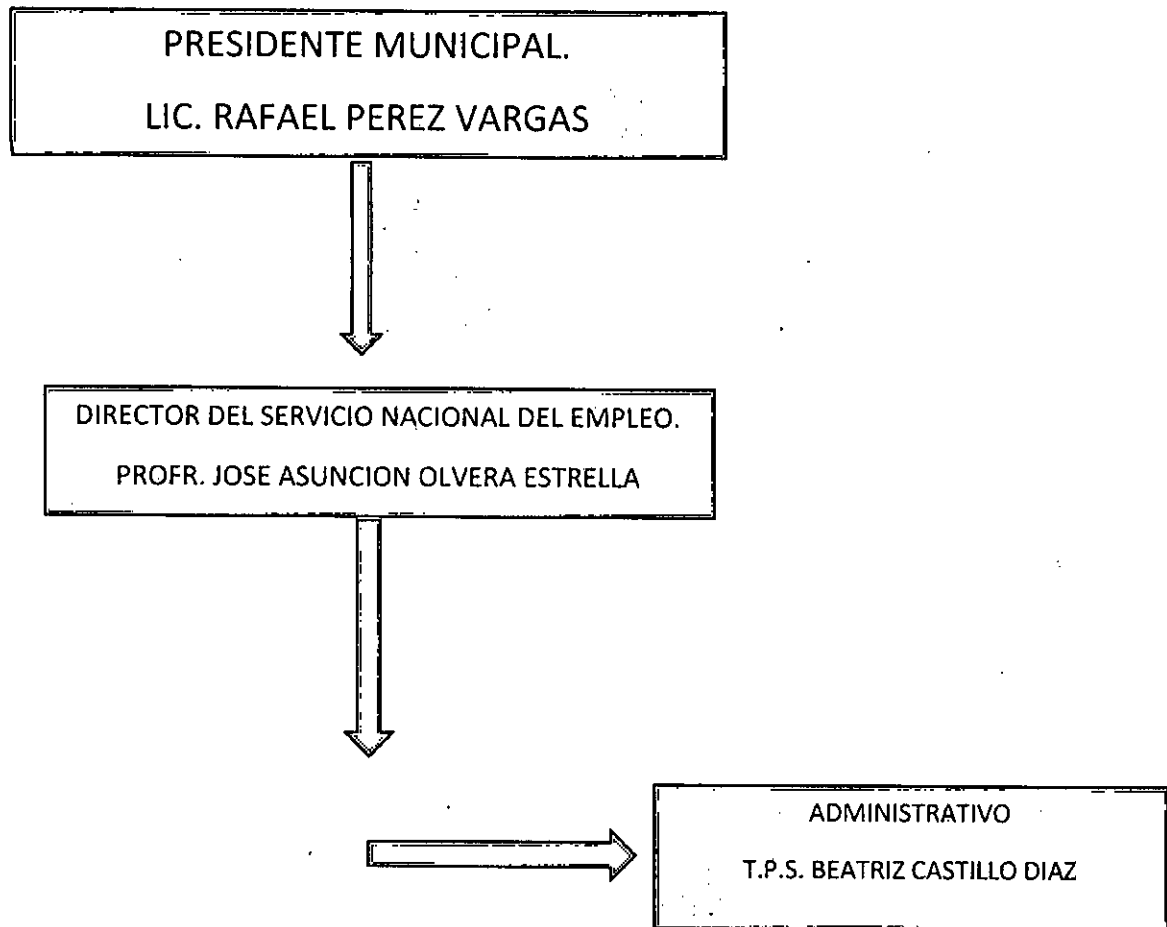 PRESIDENTE MUNICIPAL.
LIC. RAFAEL PEREZ VARGAS
DIRECTOR DEL SERVICIO NACIONAL DEL EMPLEO.
PROFR. JOSE ASUNCION OLVERA ESTRELLA
ADMINISTRATIVO
T.P.S. BEATRIZ CASTILLO DIAZ